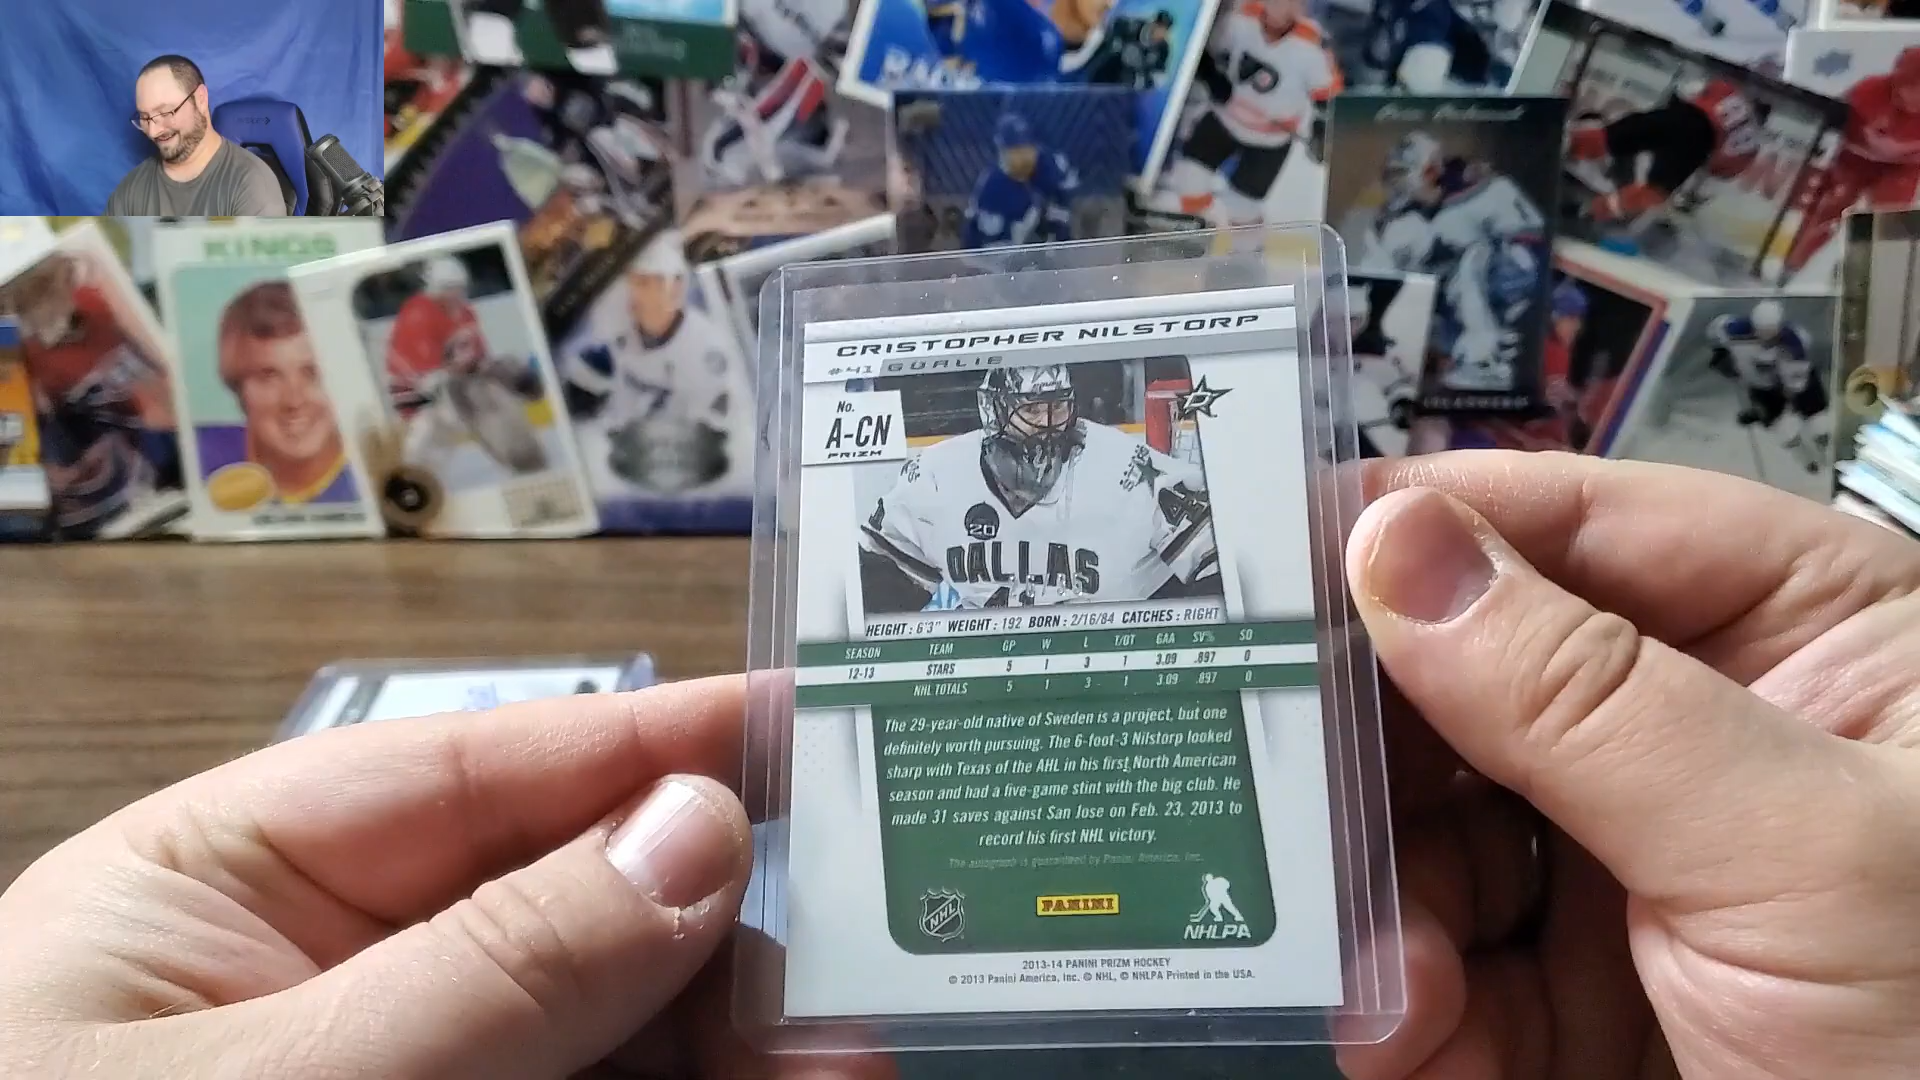 KINGS
CRISTOPHER NILSTORP
#41 GOALIE
No.
A-CN
PRIZM
20
DALLAS
HEIGHT: 6'3" WEIGHT: 192 BORN: 2/16/84 CATCHES: RIGHT
SEASON TEAM GP W L T/OT GAA SV% SO
12-13 STARS 5 1 3 1 3.09 .897 0
NHL TOTALS 5 1 3 1 3.09 .897 0
The 29-year-old native of Sweden is a project, but one
definitely worth pursuing. The 6-foot-3 Nilstorp looked
sharp with Texas of the AHL in his first North American
season and had a five-game stint with the big club. He
made 31 saves against San Jose on Feb. 23, 2013 to
record his first NHL victory.
The autograph is guaranteed by Panini America, Inc.
NHL
PANINI
NHLPA
2013-14 PANINI PRIZM HOCKEY
© 2013 Panini America, Inc. © NHL, © NHLPA Printed in the USA.